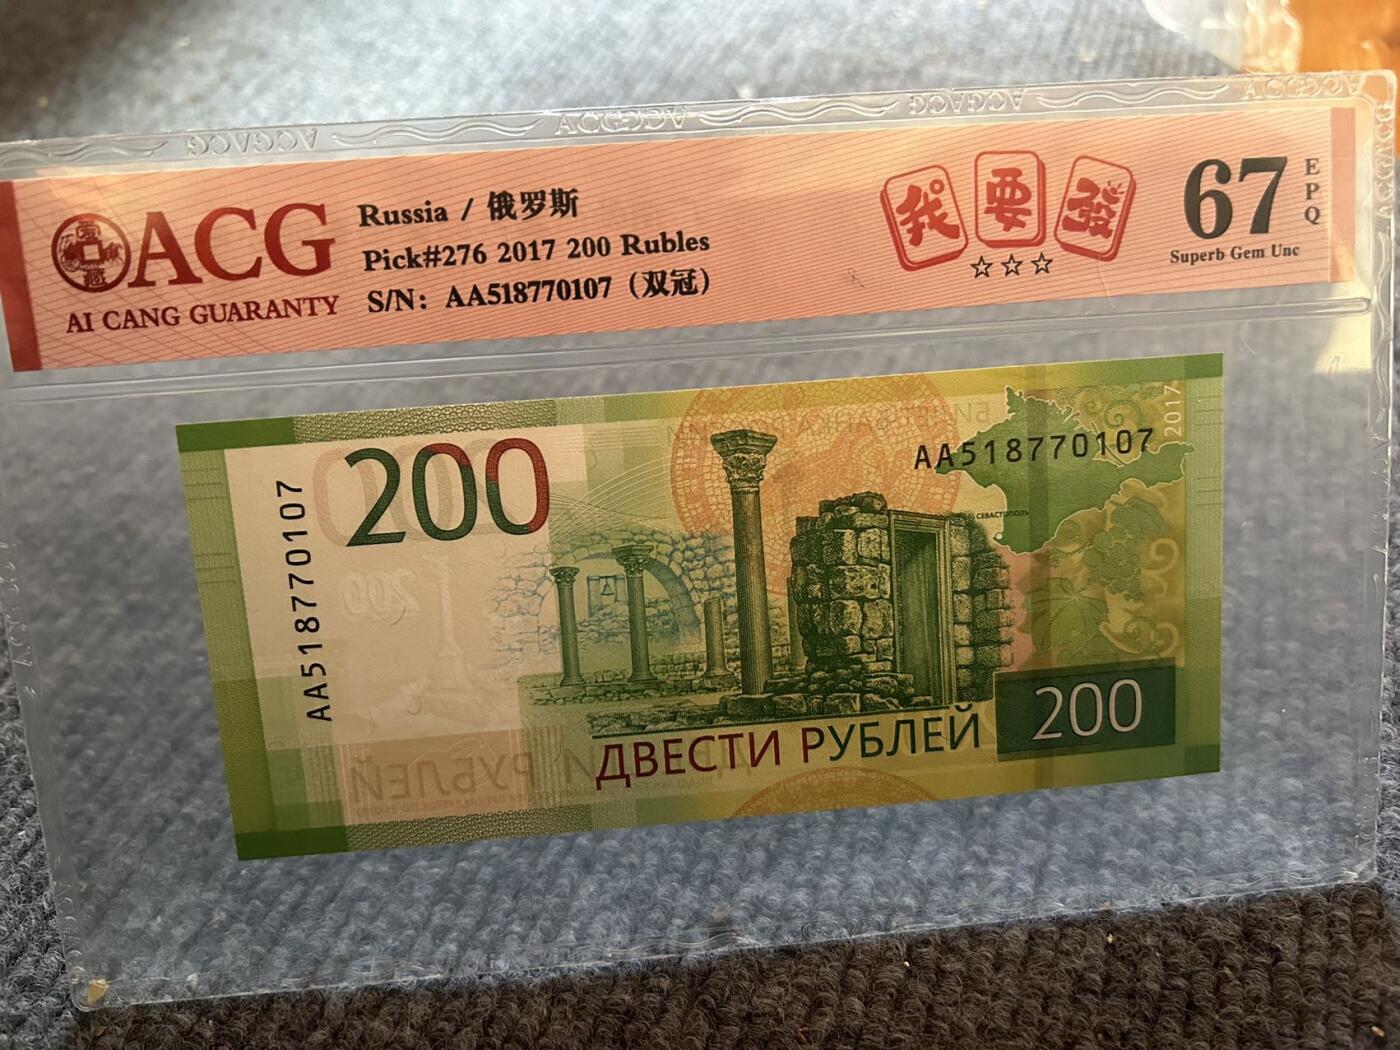 ACG
AI CANG GUARANTY
Russia / 俄罗斯
Pick#276 2017 200 Rubles
S/N: AA518770107（双冠）
我要發
☆☆☆
67
EPQ
Superb Gem Unc
200
AA518770107
AA518770107
2017
СЕВАСТОПОЛЬ
ДВЕСТИ РУБЛЕЙ
200